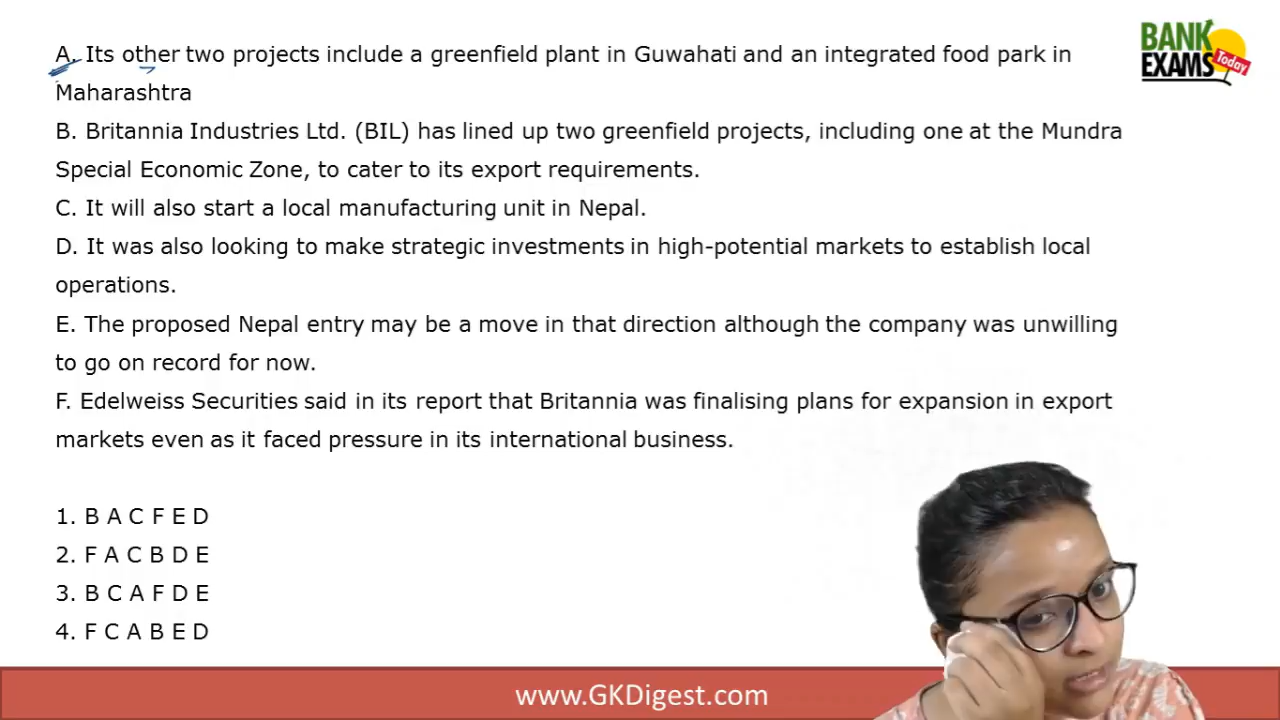 A. Its other two projects include a greenfield plant in Guwahati and an integrated food park in
Maharashtra
B. Britannia Industries Ltd. (BIL) has lined up two greenfield projects, including one at the Mundra
Special Economic Zone, to cater to its export requirements.
C. It will also start a local manufacturing unit in Nepal.
D. It was also looking to make strategic investments in high-potential markets to establish local
operations.
E. The proposed Nepal entry may be a move in that direction although the company was unwilling
to go on record for now.
F. Edelweiss Securities said in its report that Britannia was finalising plans for expansion in export
markets even as it faced pressure in its international business.
1. B A C F E D
2. F A C B D E
3. B C A F D E
4. F C A B E D
BANK
EXAMS Today
www.GKDigest.com